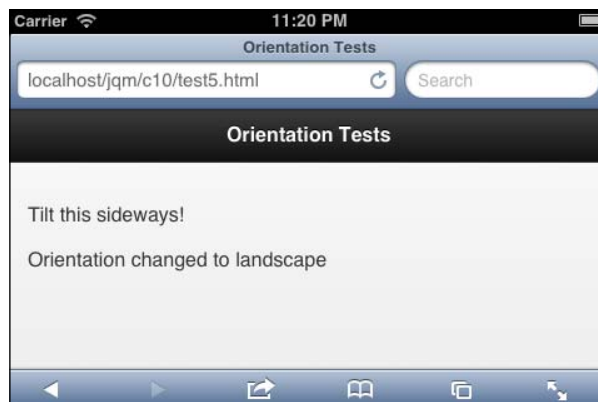 Carrier 11:20 PM
Orientation Tests
localhost/jqm/c10/test5.html Search
Orientation Tests
Tilt this sideways!
Orientation changed to landscape